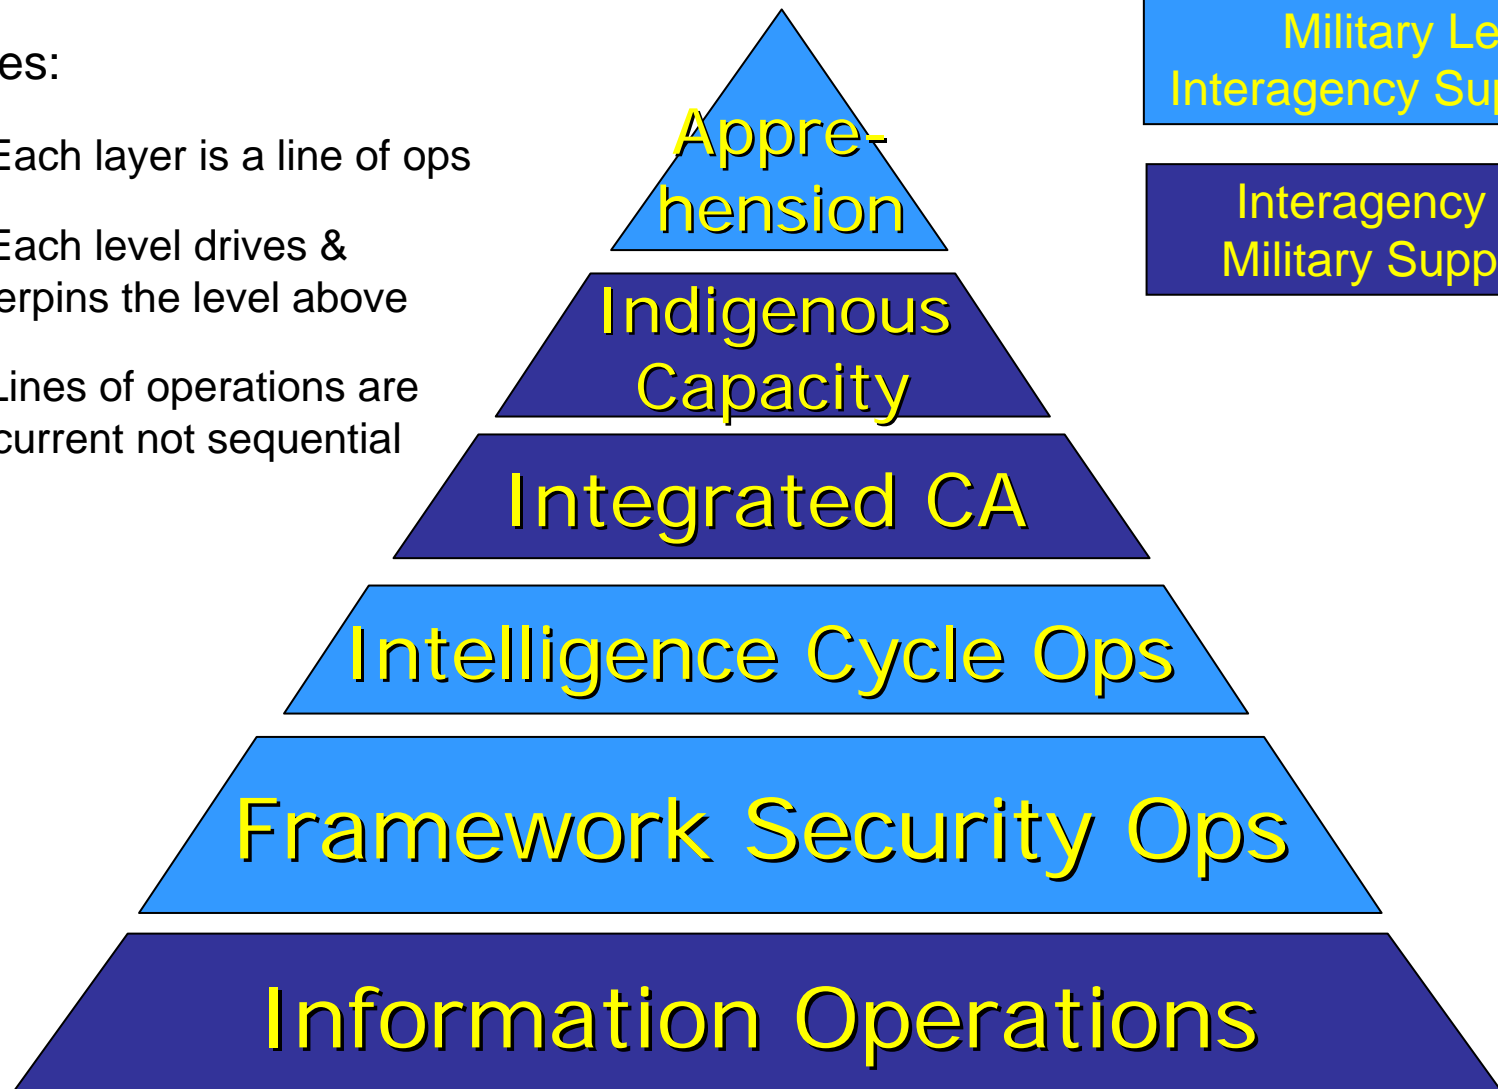 es:
Each layer is a line of ops
Each level drives &
erpins the level above
Lines of operations are
current not sequential
Military Le
Interagency Sup
Interagency
Military Supp
Appre-
hension
Indigenous
Capacity
Integrated CA
Intelligence Cycle Ops
Framework Security Ops
Information Operations